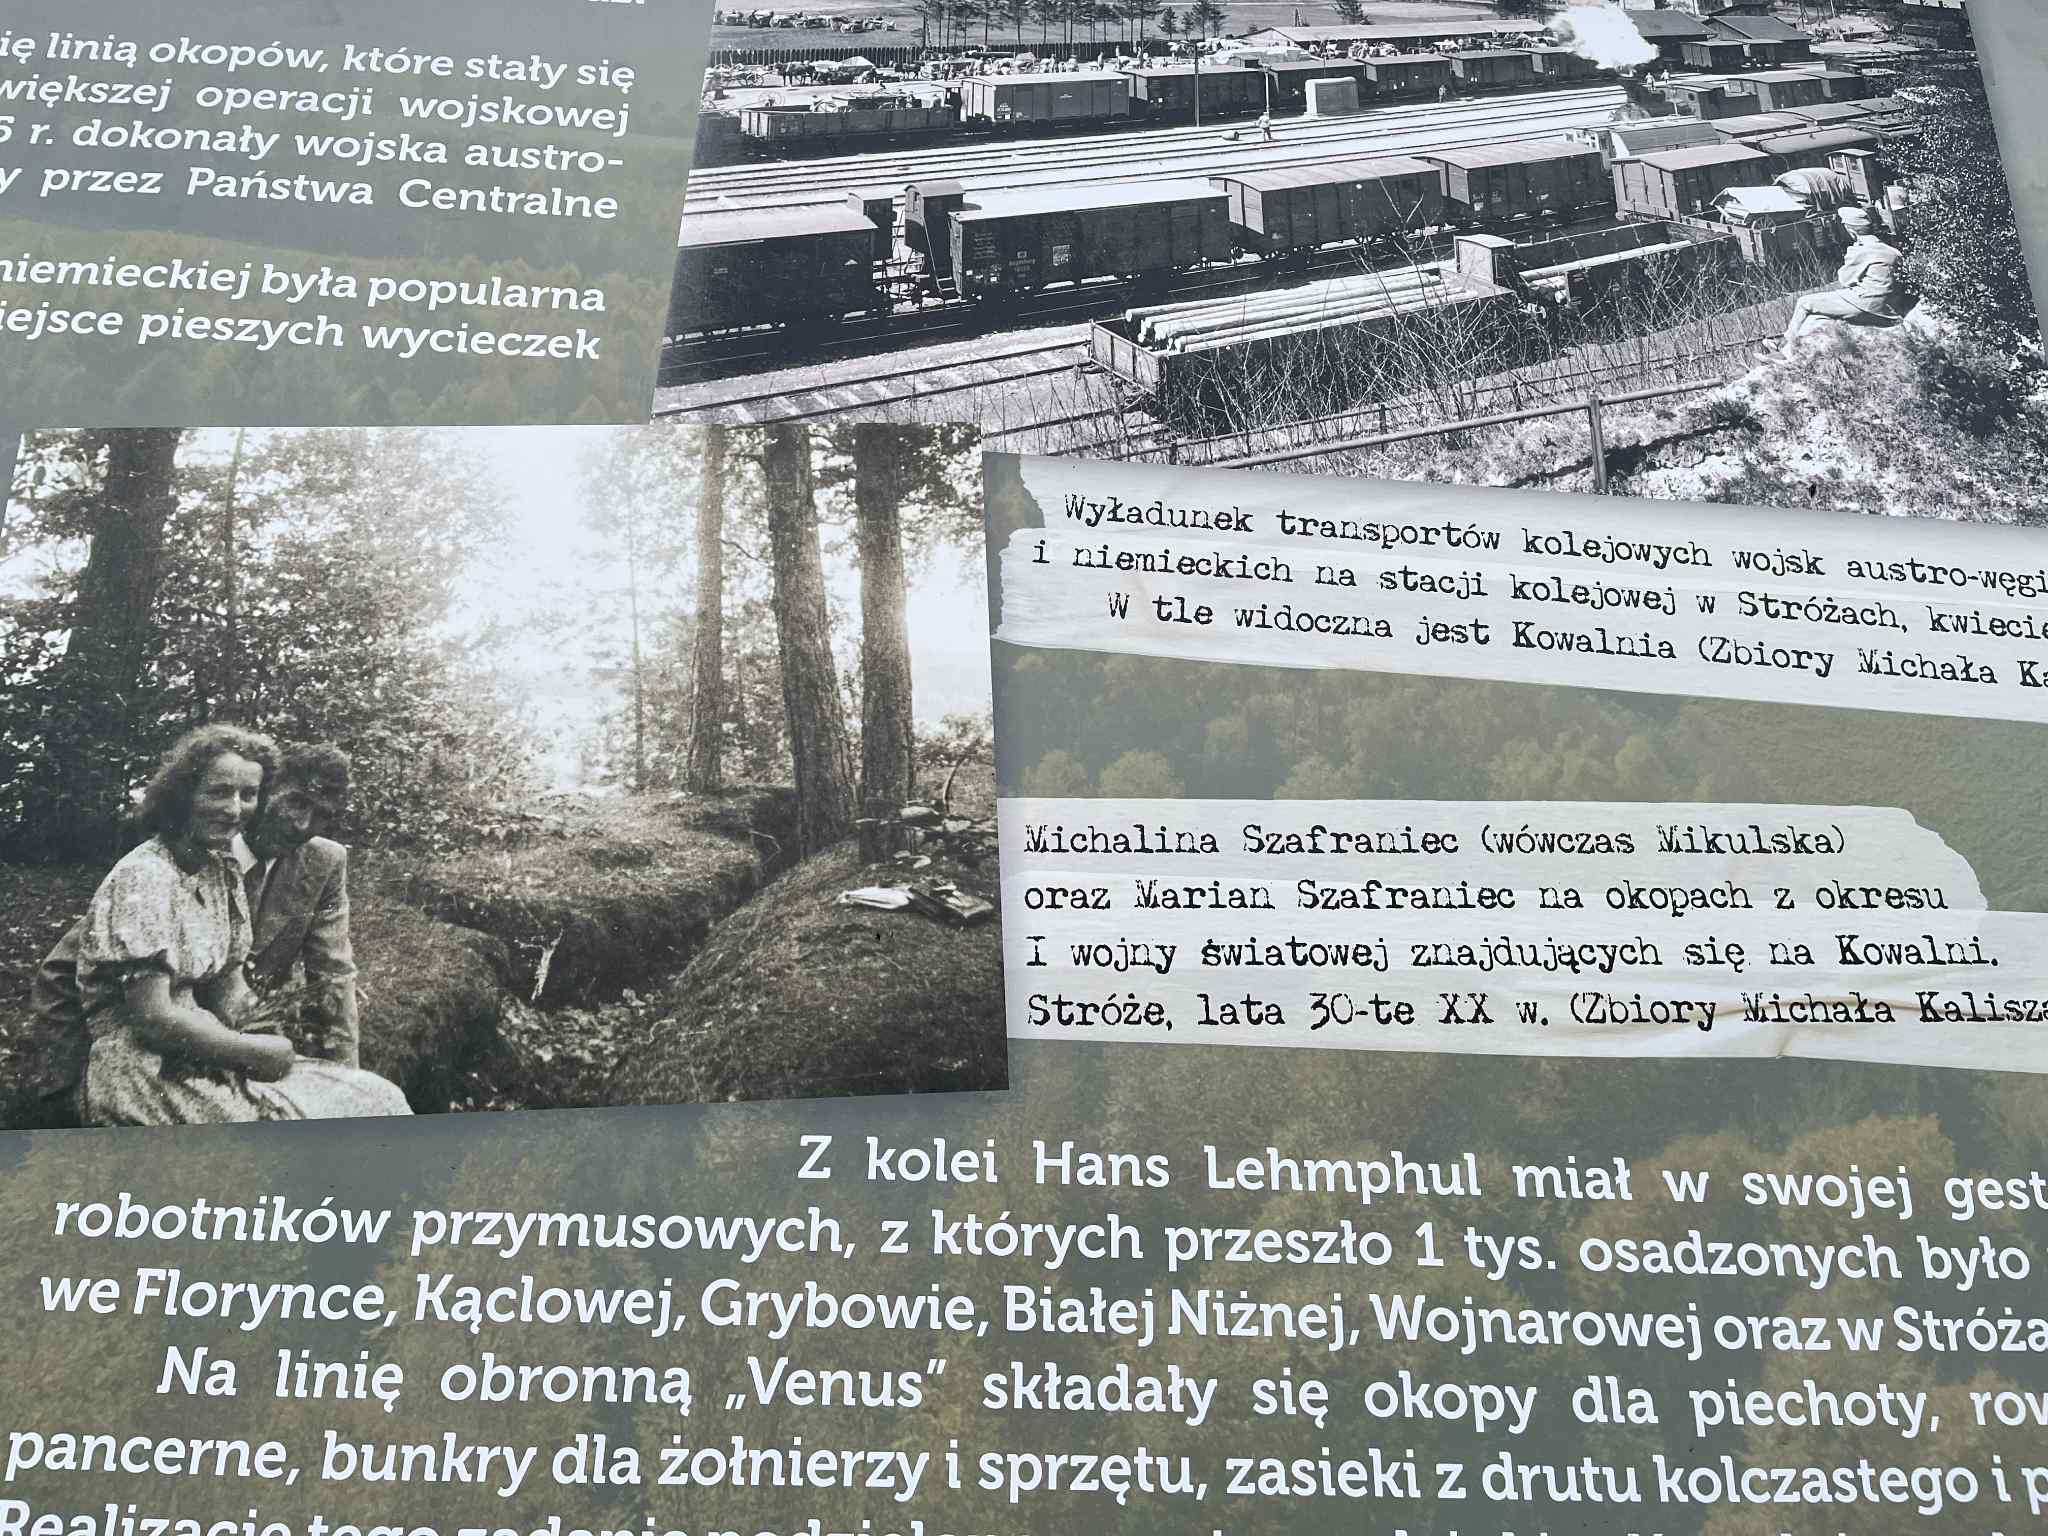 ię linią okopów, które stały się
większej operacji wojskowej
6 r. dokonały wojska austro-
y przez Państwa Centralne
niemieckiej była popularna
iejsce pieszych wycieczek
Wyładunek transportów kolejowych wojsk austro-węgi
i niemieckich na stacji kolejowej w Stróżach, kwiecie
W tle widoczna jest Kowalnia (Zbiory Michała Ka
Michalina Szafraniec (wówczas Mikulska)
oraz Marian Szafraniec na okopach z okresu
I wojny światowej znajdujących się na Kowalni.
Stróże, lata 30-te XX w. (Zbiory Michała Kalisza
Z kolei Hans Lehmphul miał w swojej gest
robotników przymusowych, z których przeszło 1 tys. osadzonych było
we Florynce, Kąclowej, Grybowie, Białej Niżnej, Wojnarowej oraz w Stróża
Na linię obronną „Venus” składały się okopy dla piechoty, row
pancerne, bunkry dla żołnierzy i sprzętu, zasieki z drutu kolczastego i p
Realizację tego zadania